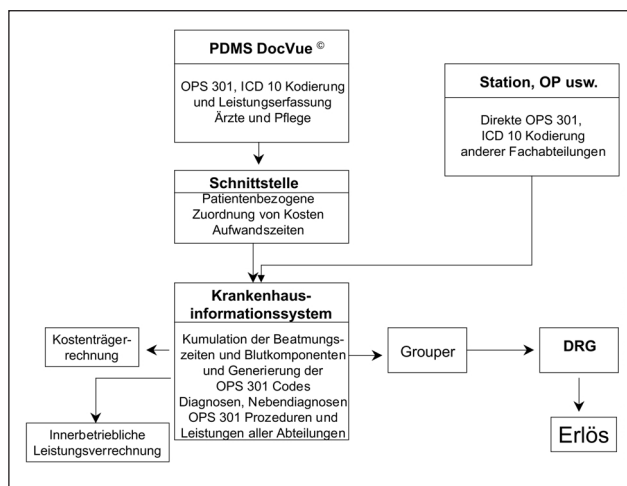 PDMS DocVue ©
OPS 301, ICD 10 Kodierung
und Leistungserfassung
Ärzte und Pflege
Station, OP usw.
Direkte OPS 301,
ICD 10 Kodierung
anderer Fachabteilungen
Schnittstelle
Patientenbezogene
Zuordnung von Kosten
Aufwandszeiten
Krankenhaus-
informationssystem
Kumulation der Beatmungs-
zeiten und Blutkomponenten
und Generierung der
OPS 301 Codes
Diagnosen, Nebendiagnosen
OPS 301 Prozeduren und
Leistungen aller Abteilungen
Kostenträger-
rechnung
Innerbetriebliche
Leistungsverrechnung
Grouper
DRG
Erlös